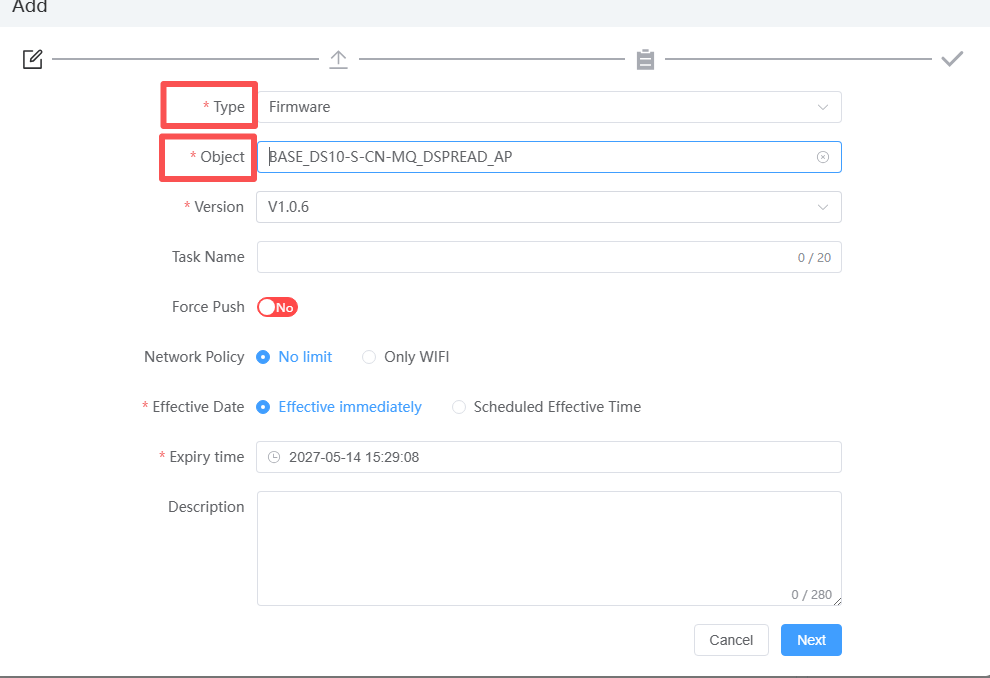 Add
* Type Firmware
* Object BASE_DS10-S-CN-MQ_DSPREAD_AP
* Version V1.0.6
Task Name 0 / 20
Force Push No
Network Policy No limit Only WIFI
* Effective Date Effective immediately Scheduled Effective Time
* Expiry time 2027-05-14 15:29:08
Description
0 / 280
Cancel Next